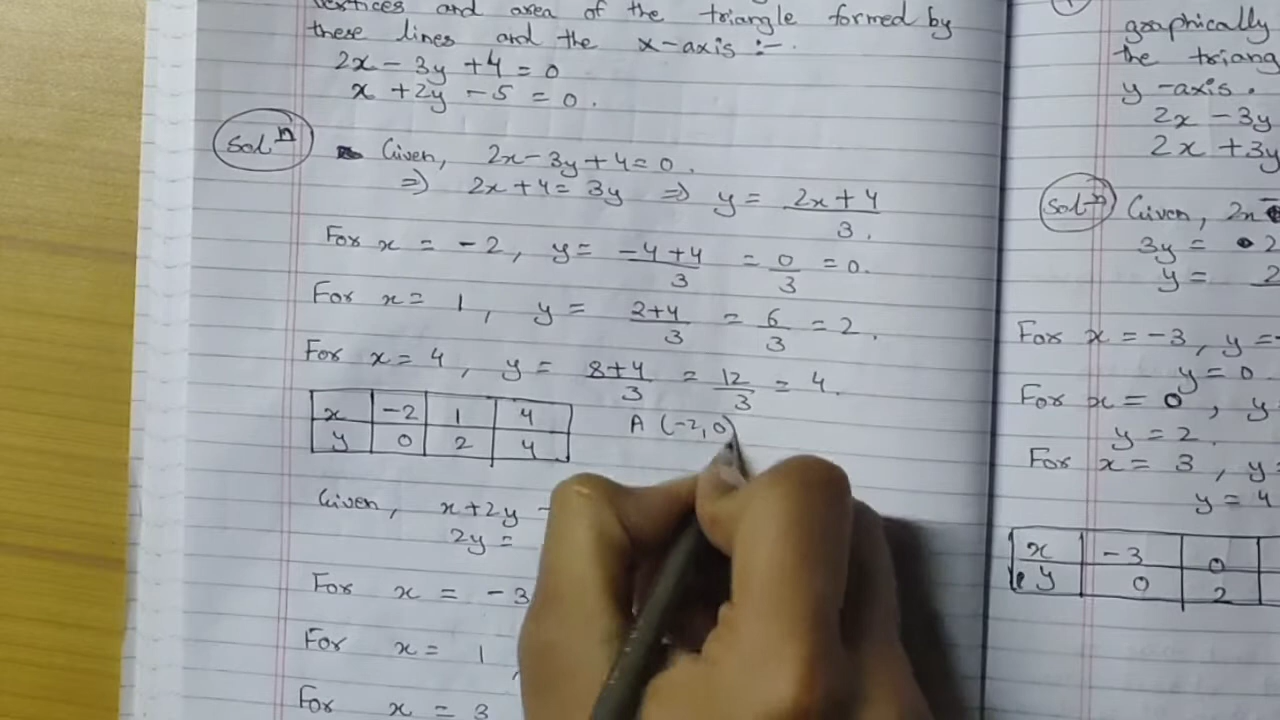 vertices and area of the triangle formed by
these lines and the x-axis :-
2x - 3y + 4 = 0
x + 2y - 5 = 0.
Solⁿ Given, 2x - 3y + 4 = 0.
⇒ 2x + 4 = 3y ⇒ y = 2x + 4 / 3.
For x = -2, y = -4 + 4 / 3 = 0 / 3 = 0.
For x = 1, y = 2+4 / 3 = 6 / 3 = 2.
For x = 4, y = 8+4 / 3 = 12 / 3 = 4.
x -2 1 4
y 0 2 4
A (-2, 0)
Given, x + 2y -
2y =
For x = -3
For x = 1
For x = 3
graphically
the triang
y-axis.
2x - 3y
2x + 3y
Solⁿ Given, 2x -
3y = 2
y = 2
For x = -3, y =
y = 0
For x = 0, y
y = 2.
For x = 3, y
y = 4
x -3 0
y 0 2